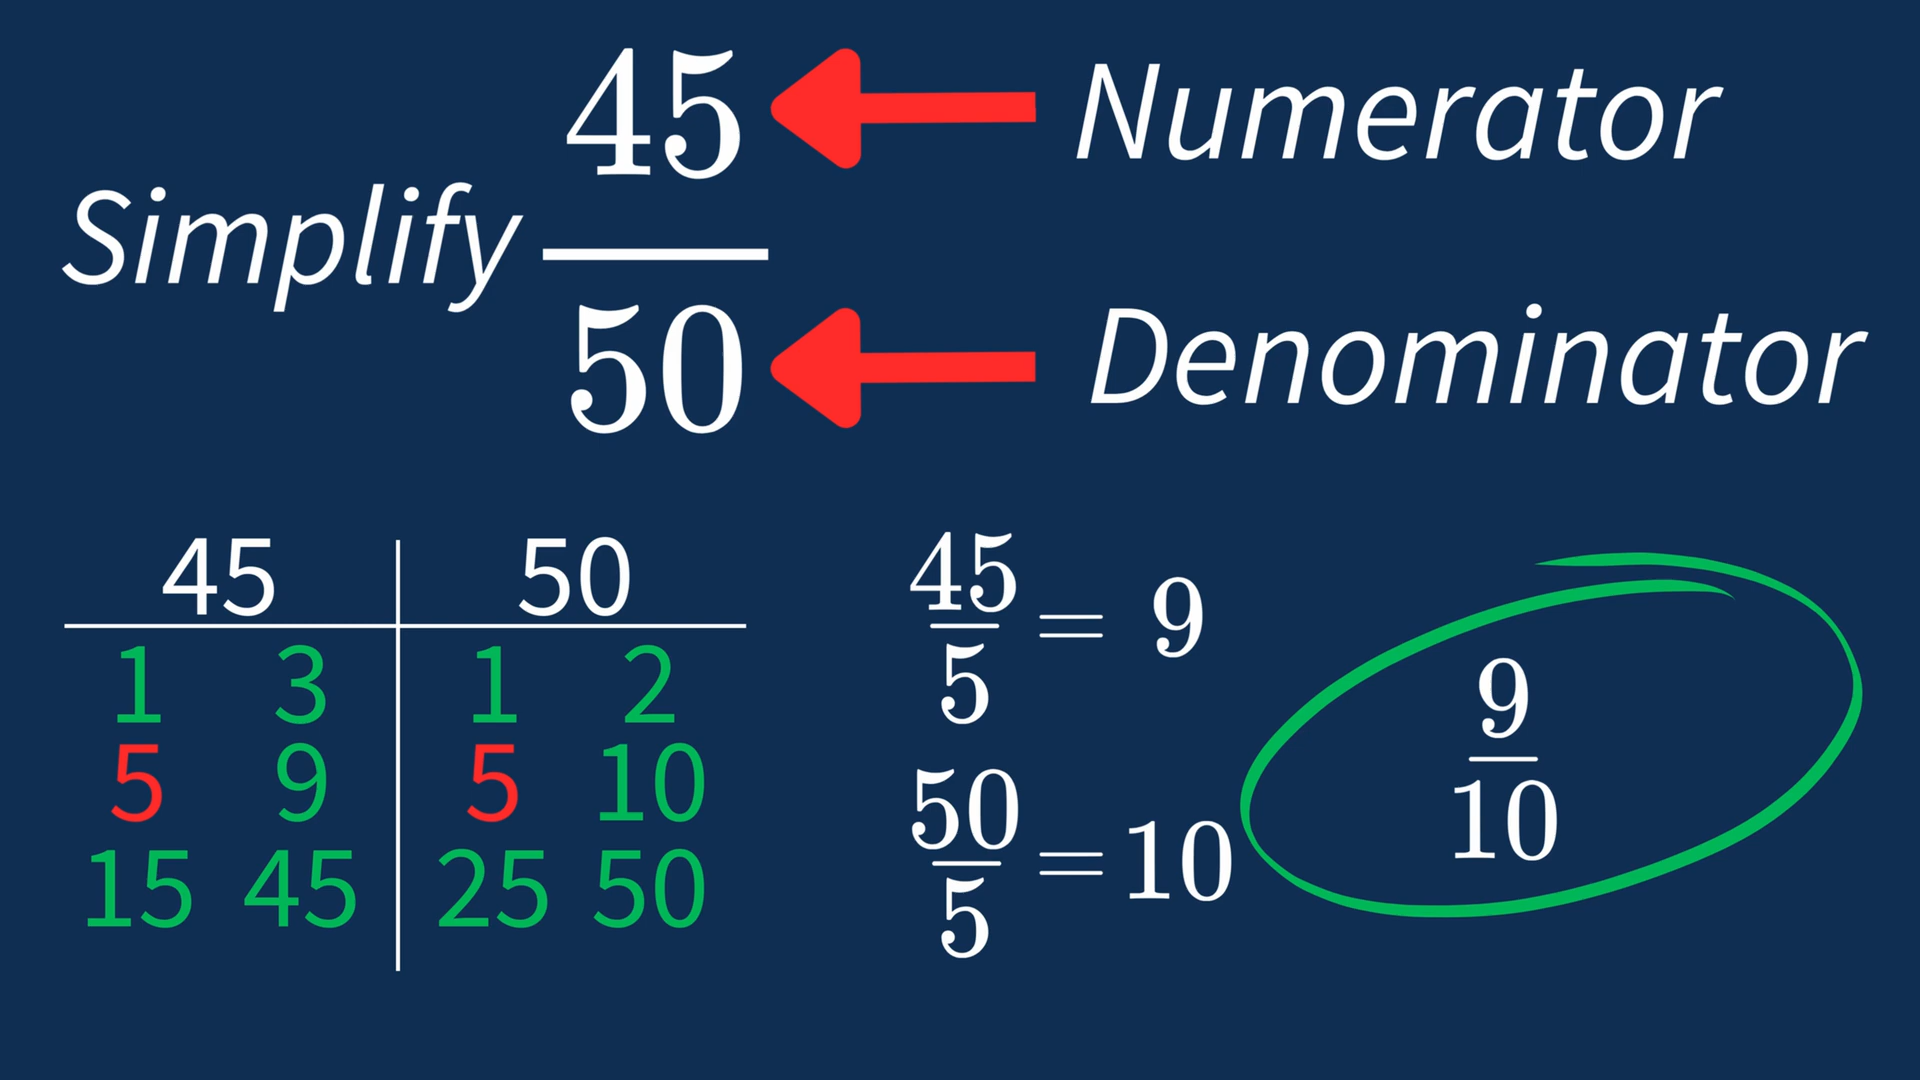 Simplify 45/50
Numerator
Denominator
45 50
1 3 1 2
5 9 5 10
15 45 25 50
45/5 = 9
50/5 = 10
9/10